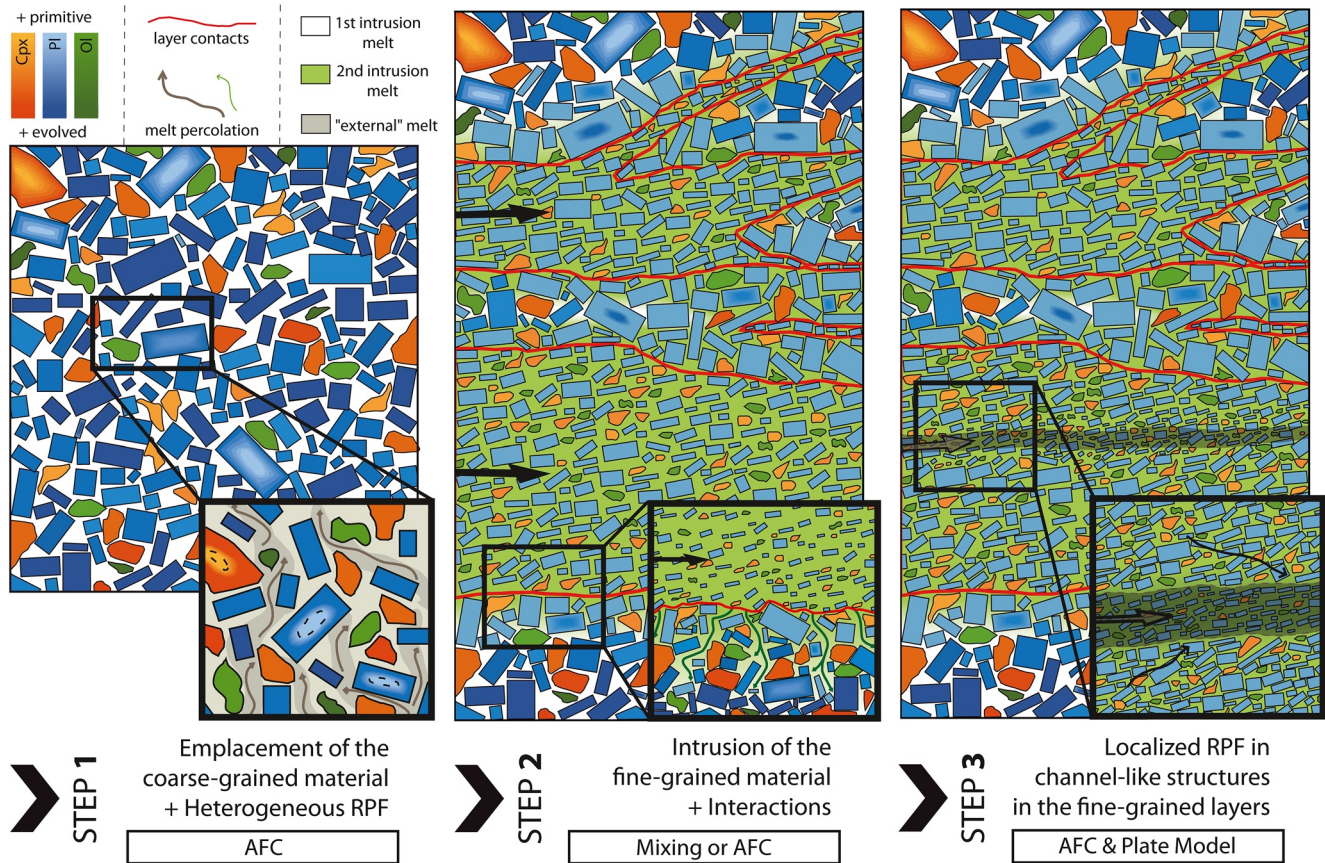 + primitive
Cpx
Pl
Ol
+ evolved
layer contacts
melt percolation
1st intrusion
melt
2nd intrusion
melt
"external" melt
STEP 1
Emplacement of the
coarse-grained material
+ Heterogeneous RPF
AFC
STEP 2
Intrusion of the
fine-grained material
+ Interactions
Mixing or AFC
STEP 3
Localized RPF in
channel-like structures
in the fine-grained layers
AFC & Plate Model